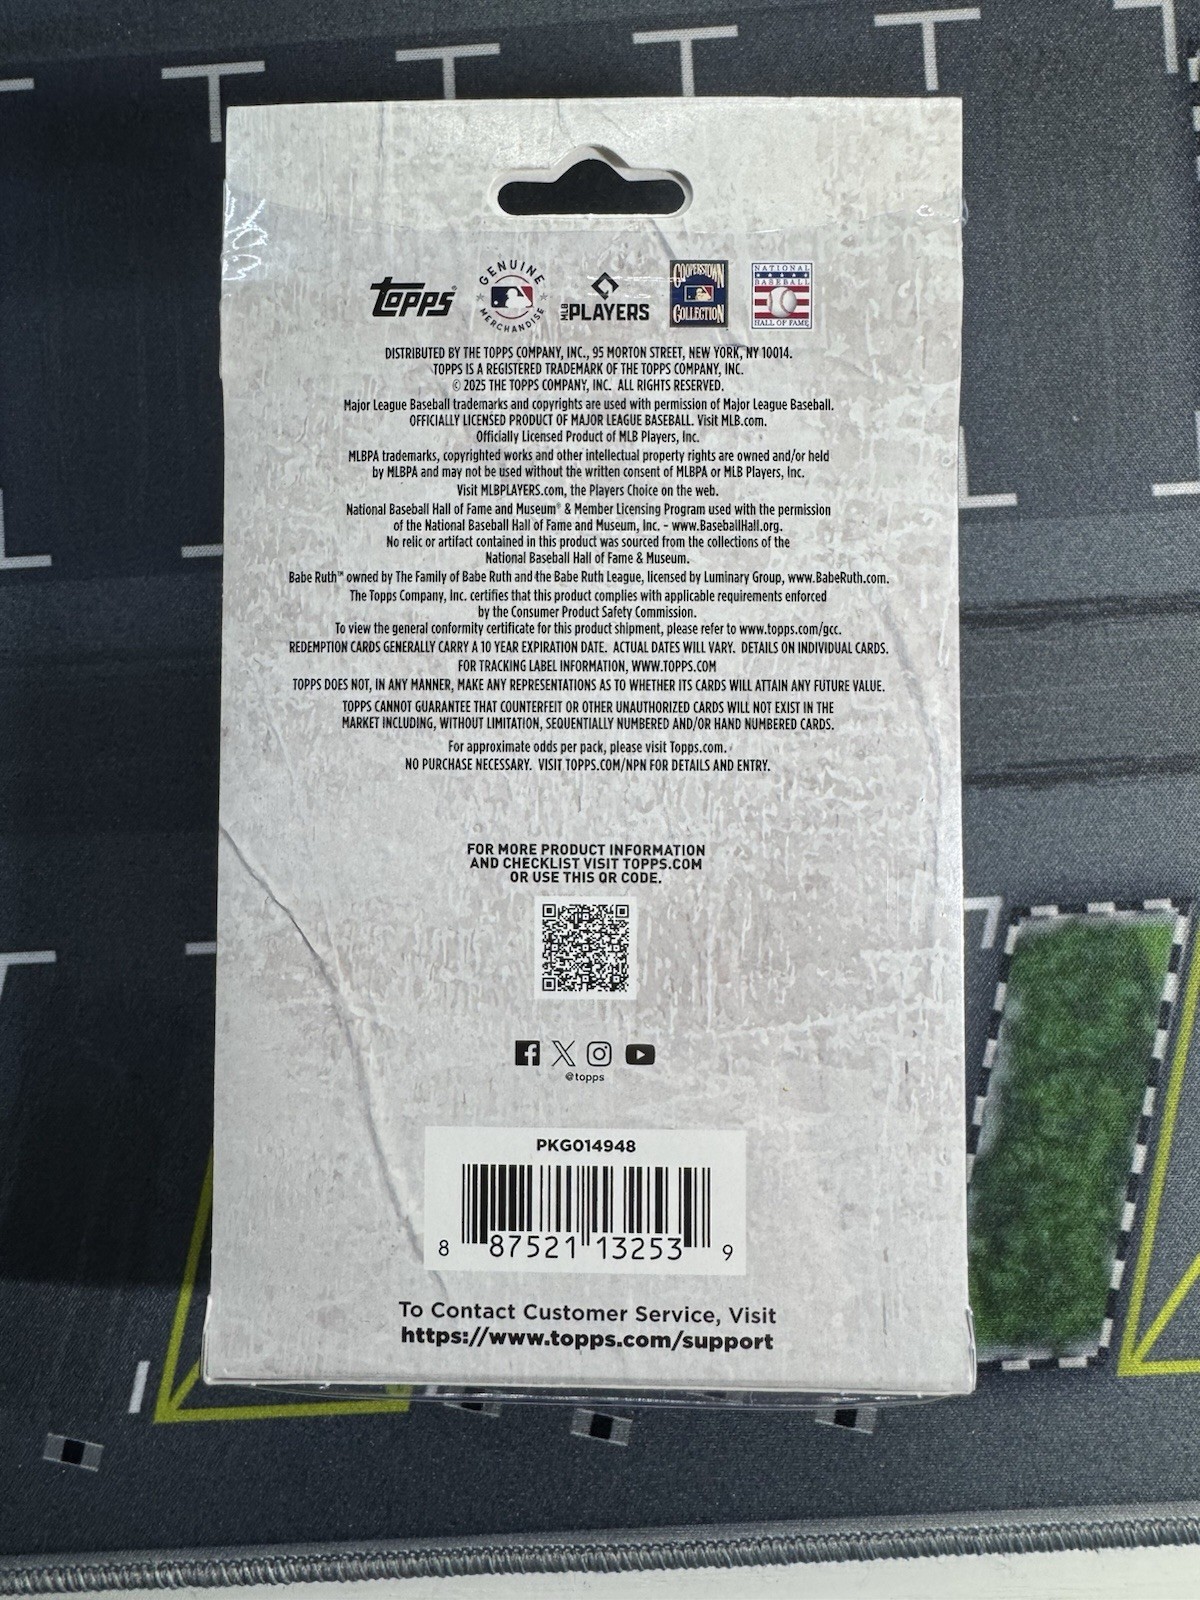 Topps
GENUINE
MERCHANDISE
MLB PLAYERS
COOPERSTOWN
COLLECTION
NATIONAL
BASEBALL
HALL OF FAME
DISTRIBUTED BY THE TOPPS COMPANY, INC., 95 MORTON STREET, NEW YORK, NY 10014.
TOPPS IS A REGISTERED TRADEMARK OF THE TOPPS COMPANY, INC.
© 2025 THE TOPPS COMPANY, INC. ALL RIGHTS RESERVED.
Major League Baseball trademarks and copyrights are used with permission of Major League Baseball.
OFFICIALLY LICENSED PRODUCT OF MAJOR LEAGUE BASEBALL. Visit MLB.com.
Officially Licensed Product of MLB Players, Inc.
MLBPA trademarks, copyrighted works and other intellectual property rights are owned and/or held
by MLBPA and may not be used without the written consent of MLBPA or MLB Players, Inc.
Visit MLBPLAYERS.com, the Players Choice on the web.
National Baseball Hall of Fame and Museum® & Member Licensing Program used with the permission
of the National Baseball Hall of Fame and Museum, Inc. - www.BaseballHall.org.
No relic or artifact contained in this product was sourced from the collections of the
National Baseball Hall of Fame & Museum.
Babe Ruth™ owned by The Family of Babe Ruth and the Babe Ruth League, licensed by Luminary Group, www.BabeRuth.com.
The Topps Company, Inc. certifies that this product complies with applicable requirements enforced
by the Consumer Product Safety Commission.
To view the general conformity certificate for this product shipment, please refer to www.topps.com/gcc.
REDEMPTION CARDS GENERALLY CARRY A 10 YEAR EXPIRATION DATE. ACTUAL DATES WILL VARY. DETAILS ON INDIVIDUAL CARDS.
FOR TRACKING LABEL INFORMATION, WWW.TOPPS.COM
TOPPS DOES NOT, IN ANY MANNER, MAKE ANY REPRESENTATIONS AS TO WHETHER ITS CARDS WILL ATTAIN ANY FUTURE VALUE.
TOPPS CANNOT GUARANTEE THAT COUNTERFEIT OR OTHER UNAUTHORIZED CARDS WILL NOT EXIST IN THE
MARKET INCLUDING, WITHOUT LIMITATION, SEQUENTIALLY NUMBERED AND/OR HAND NUMBERED CARDS.
For approximate odds per pack, please visit Topps.com.
NO PURCHASE NECESSARY. VISIT TOPPS.COM/NPN FOR DETAILS AND ENTRY.
FOR MORE PRODUCT INFORMATION
AND CHECKLIST VISIT TOPPS.COM
OR USE THIS QR CODE.
@topps
PKG014948
8 87521 13253 9
To Contact Customer Service, Visit
https://www.topps.com/support